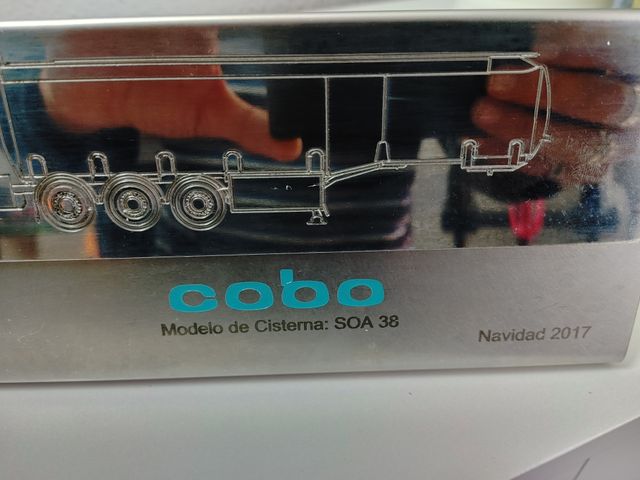 cobo
Modelo de Cisterna: SOA 38
Navidad 2017